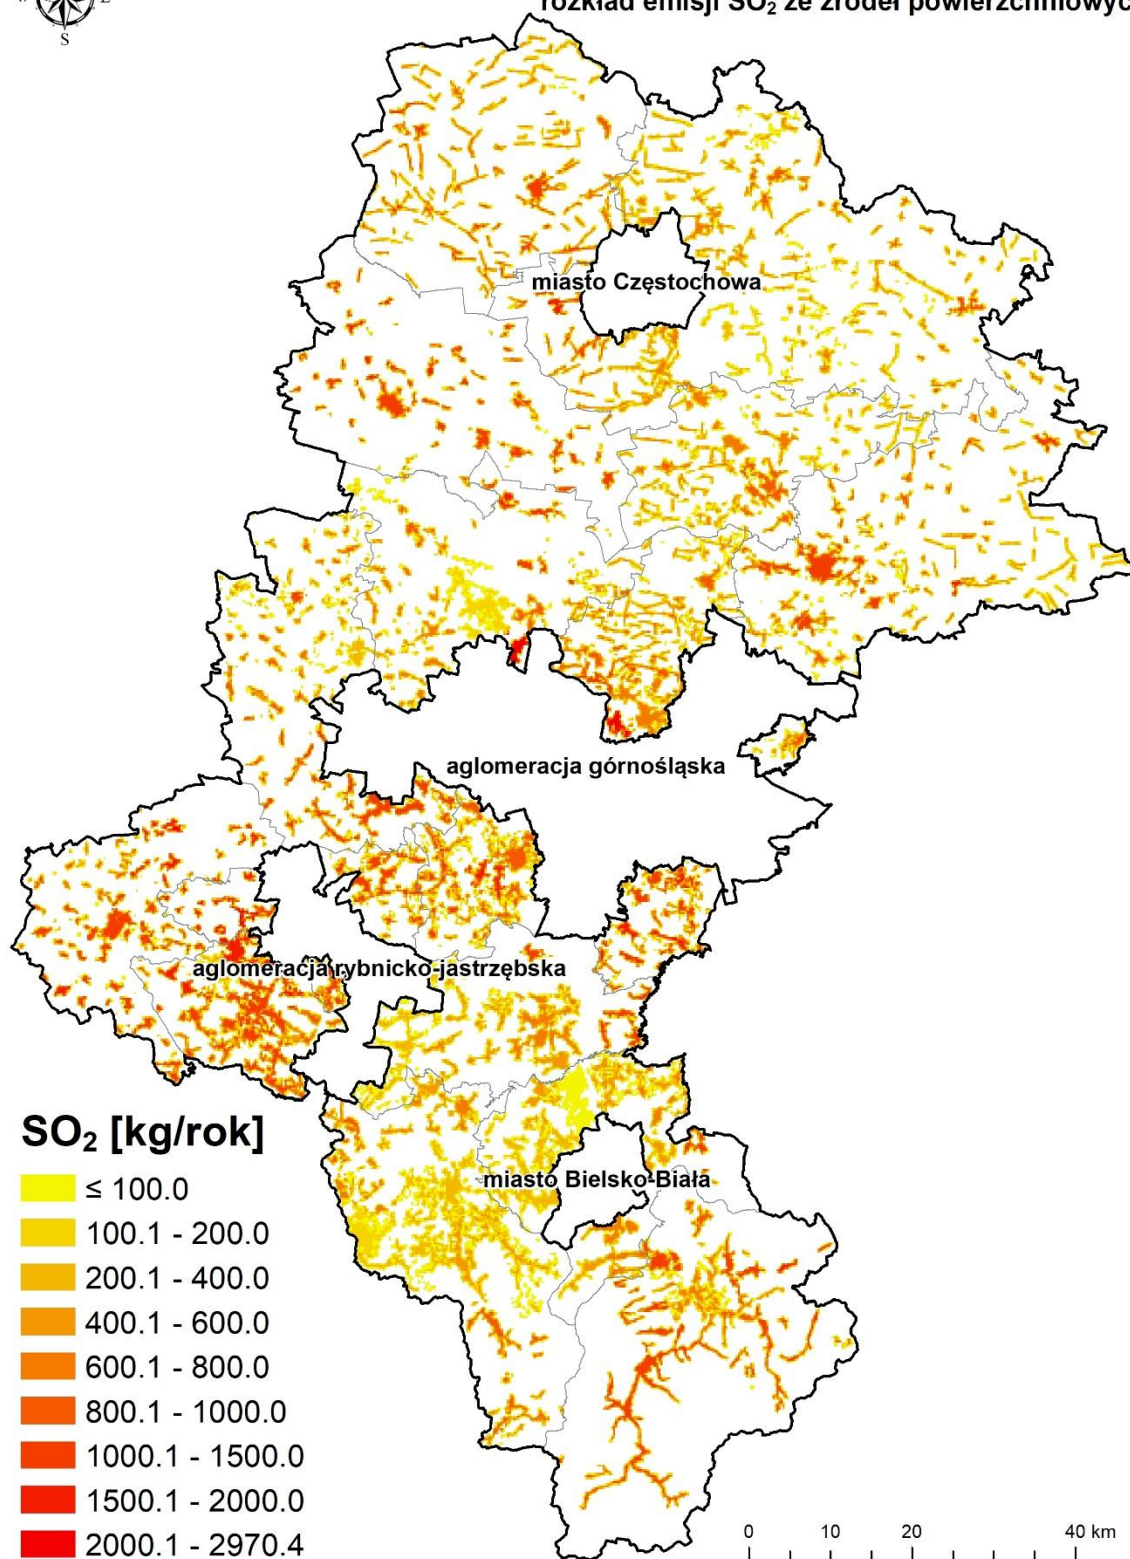 S
rozkład emisji SO₂ ze źródeł
miasto Częstochowa
aglomeracja górnośląska
aglomeracja rybnicko-jastrzębska
miasto Bielsko-Biała
SO₂ [kg/rok]
≤ 100.0
100.1 - 200.0
200.1 - 400.0
400.1 - 600.0
600.1 - 800.0
800.1 - 1000.0
1000.1 - 1500.0
1500.1 - 2000.0
2000.1 - 2970.4
0 10 20 40 km